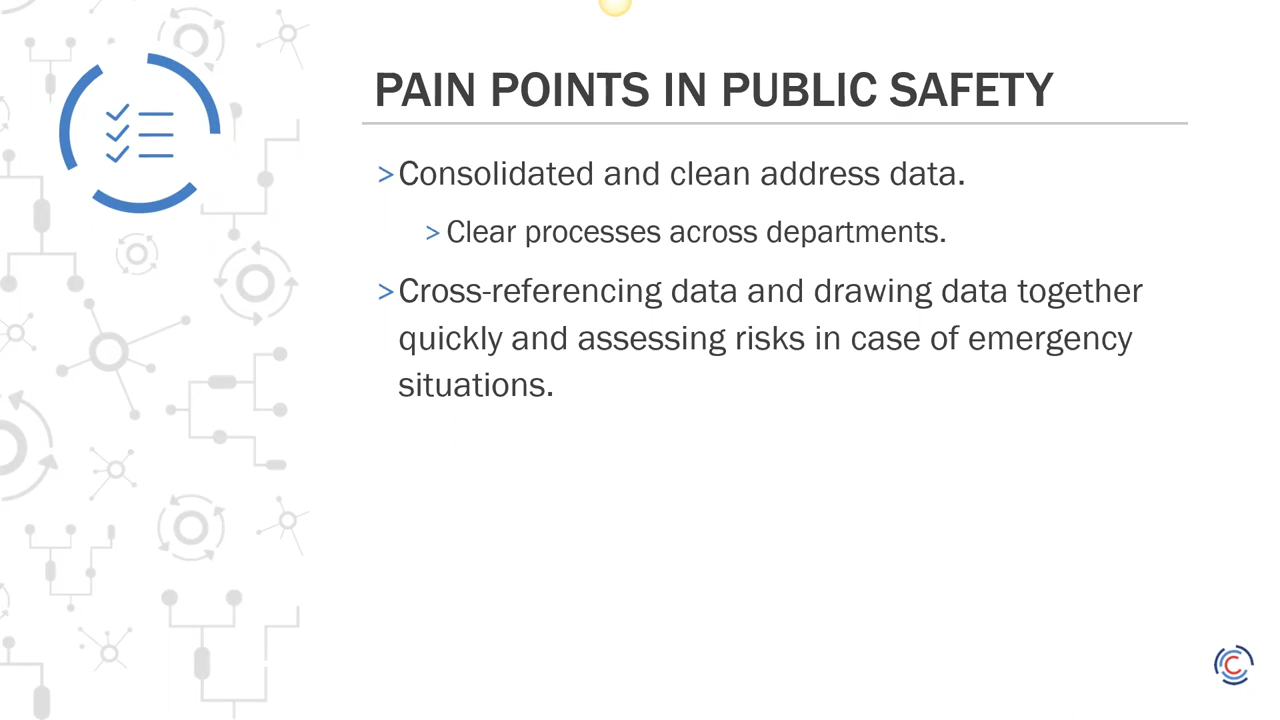 PAIN POINTS IN PUBLIC SAFETY
>Consolidated and clean address data.
> Clear processes across departments.
>Cross-referencing data and drawing data together
quickly and assessing risks in case of emergency
situations.
C